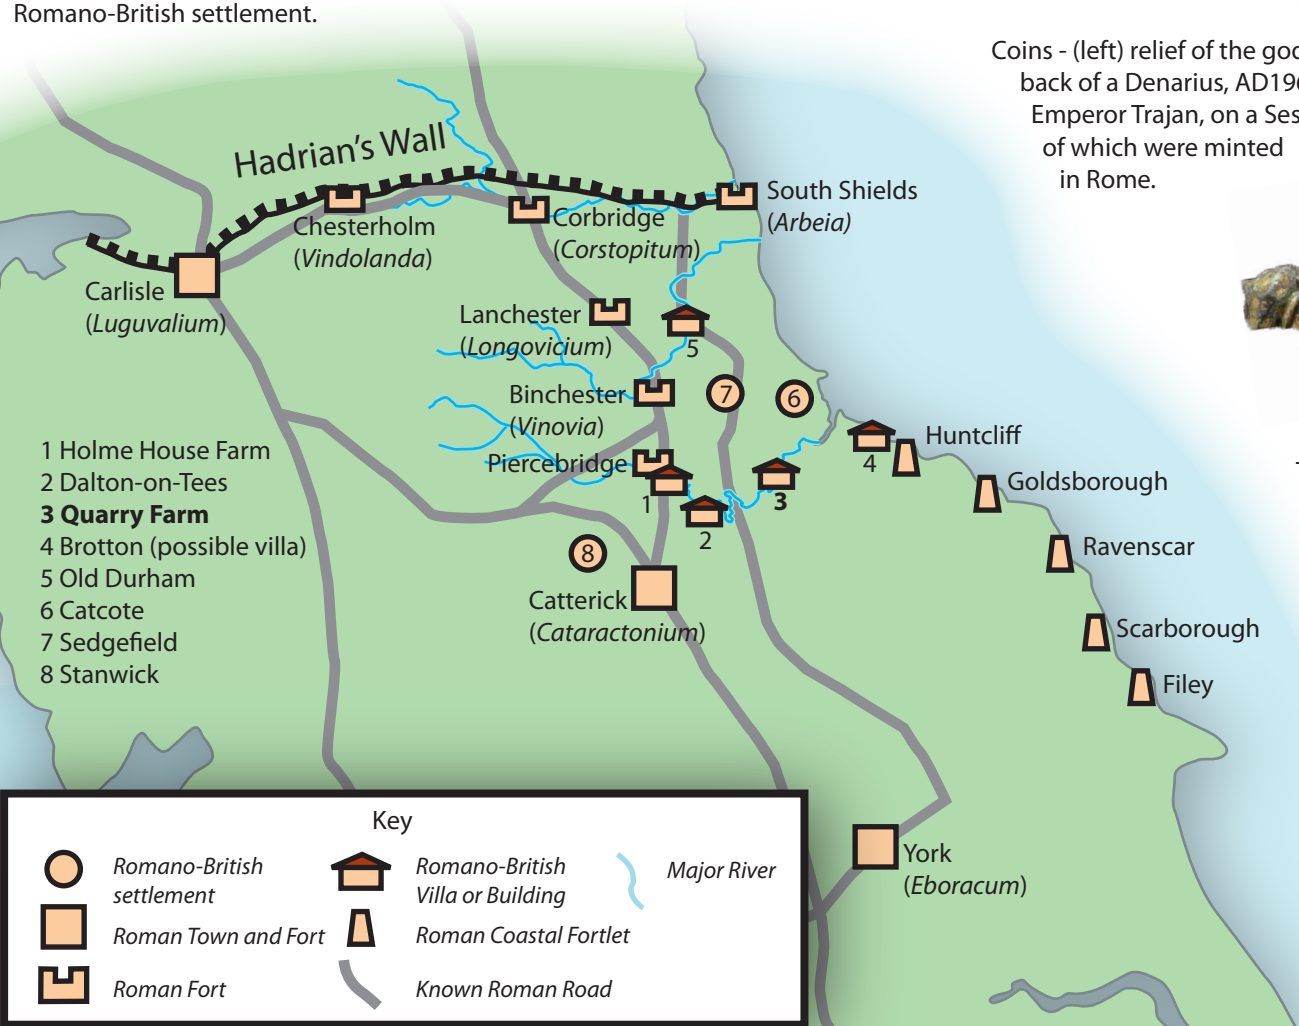 Romano-British settlement.
Coins - (left) relief of the
back of a Denarius,
Emperor Trajan, on a
of which were minted
in Rome.
Hadrian's Wall
South Shields
(Arbeia)
Chesterholm
(Vindolanda)
Corbridge
(Corstopitum)
Carlisle
(Luguvalium)
Lanchester
(Longovicium)
5
Binchester
(Vinovia)
7
6
Huntcliff
4
Piercebridge
Goldsborough
1
3
2
Ravenscar
8
Catterick
(Cataractonium)
Scarborough
Filey
1 Holme House Farm
2 Dalton-on-Tees
3 Quarry Farm
4 Brotton (possible villa)
5 Old Durham
6 Catcote
7 Sedgefield
8 Stanwick
York
(Eboracum)
Key
Romano-British
settlement
Roman Town and Fort
Roman Fort
Romano-British
Villa or Building
Roman Coastal Fortlet
Known Roman Road
Major River